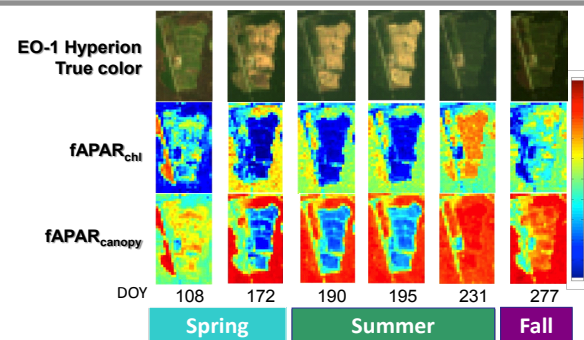 EO-1 Hyperion
True color
fAPARchl
fAPARcanopy
DOY 108 172 190 195 231 277
Spring Summer Fall